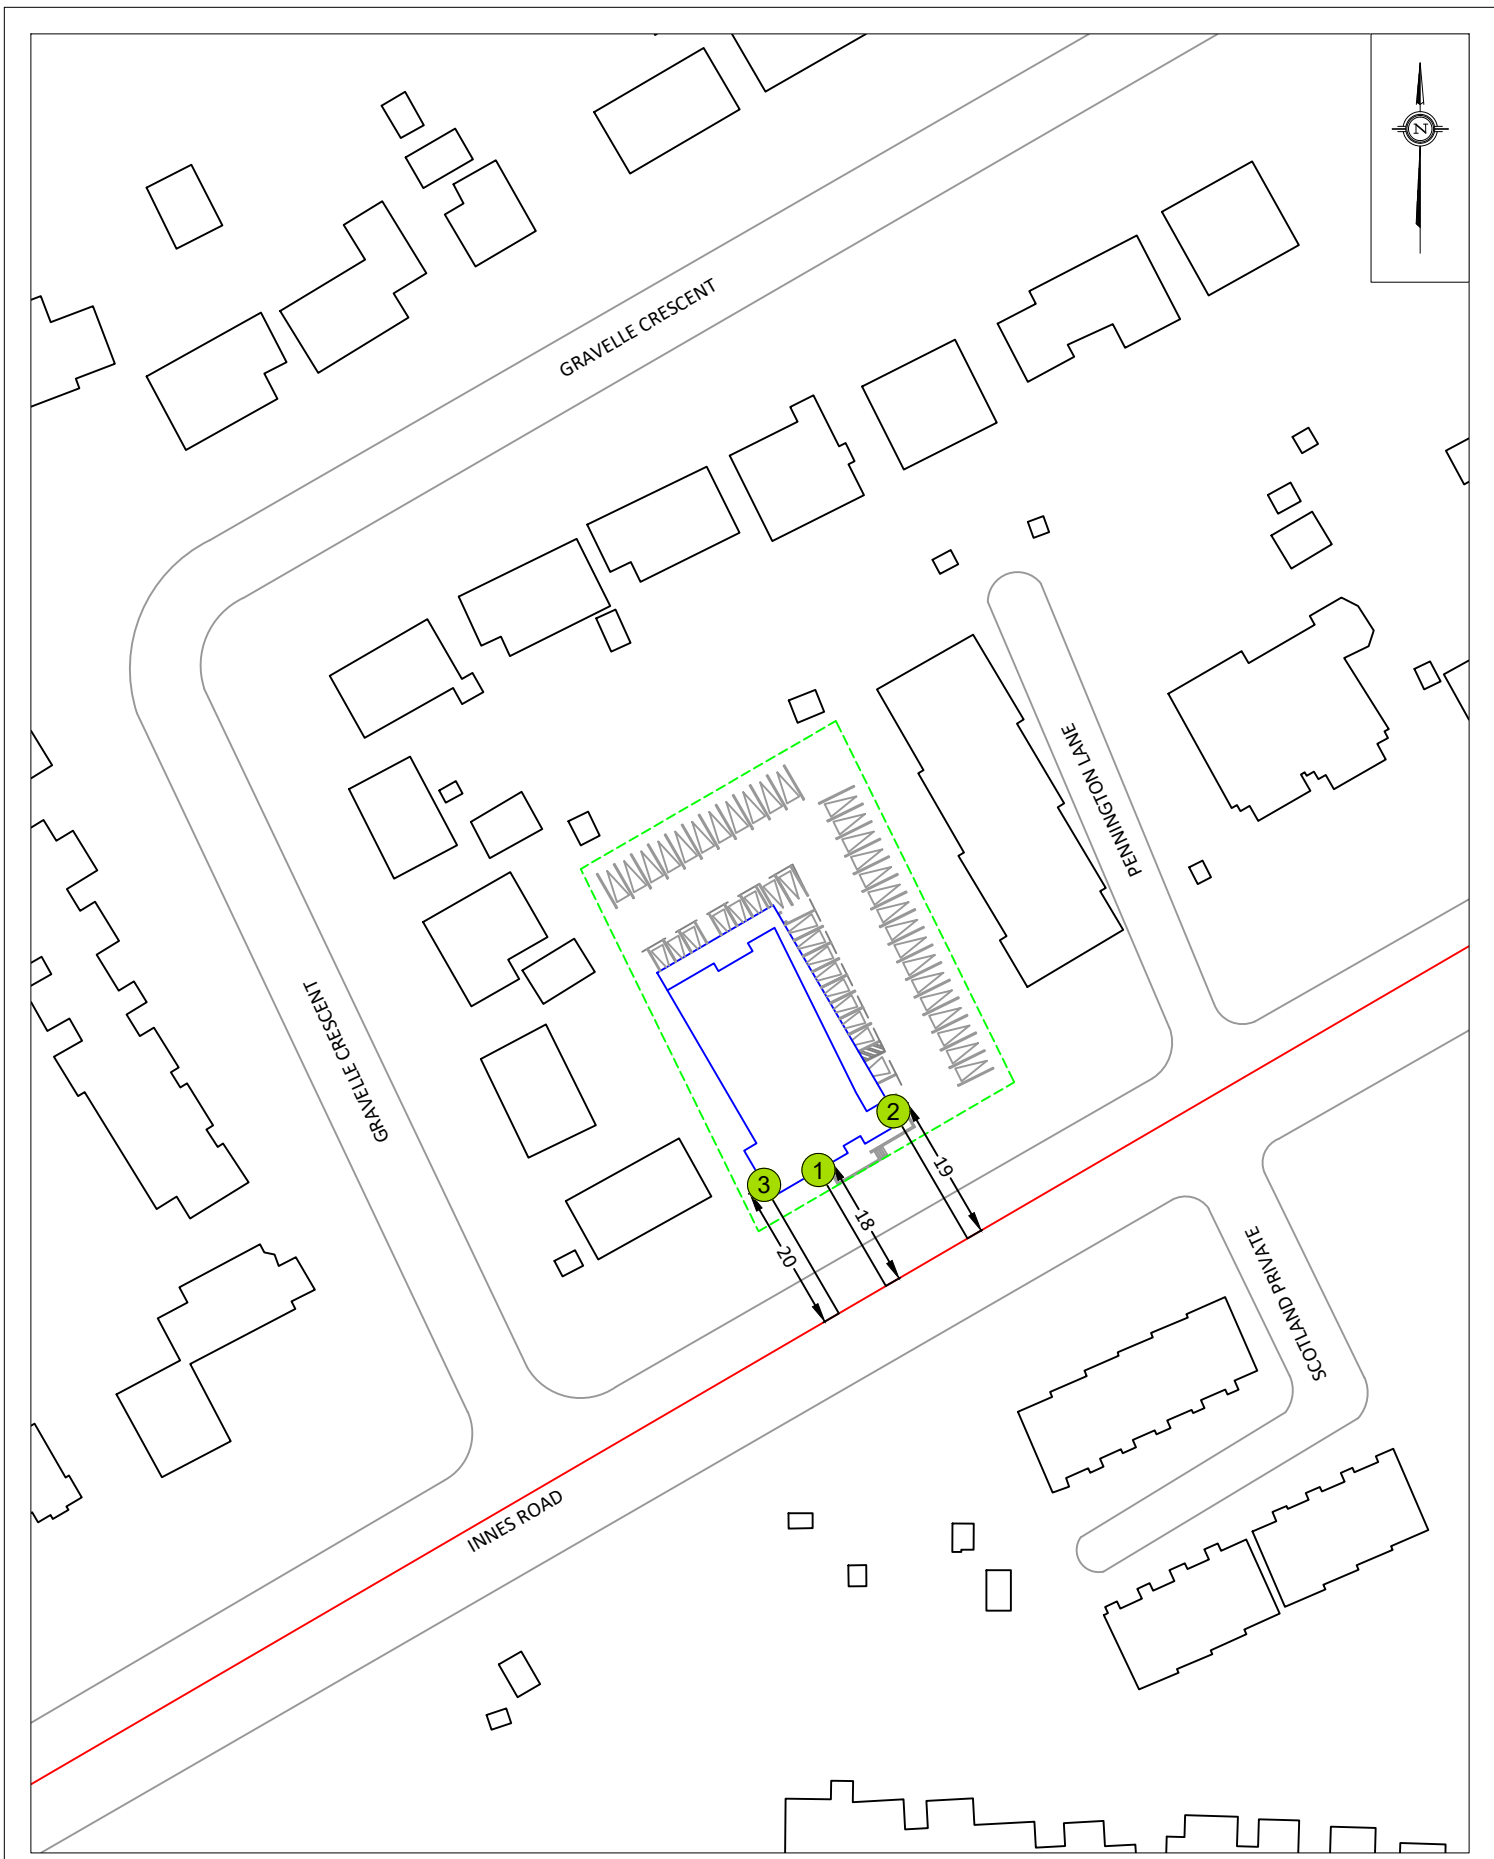 N
GRAVELLE CRESCENT
PENNINGTON LANE
GRAVELLE CRESCENT
2
19
1
18
3
20
SCOTLAND PRIVATE
INNES ROAD